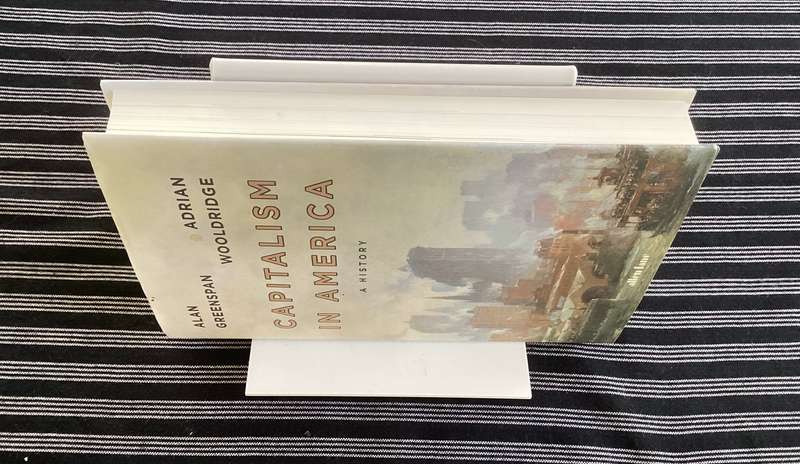 ALAN
GREENSPAN
ADRIAN
WOOLDRIDGE
CAPITALISM
IN AMERICA
A HISTORY